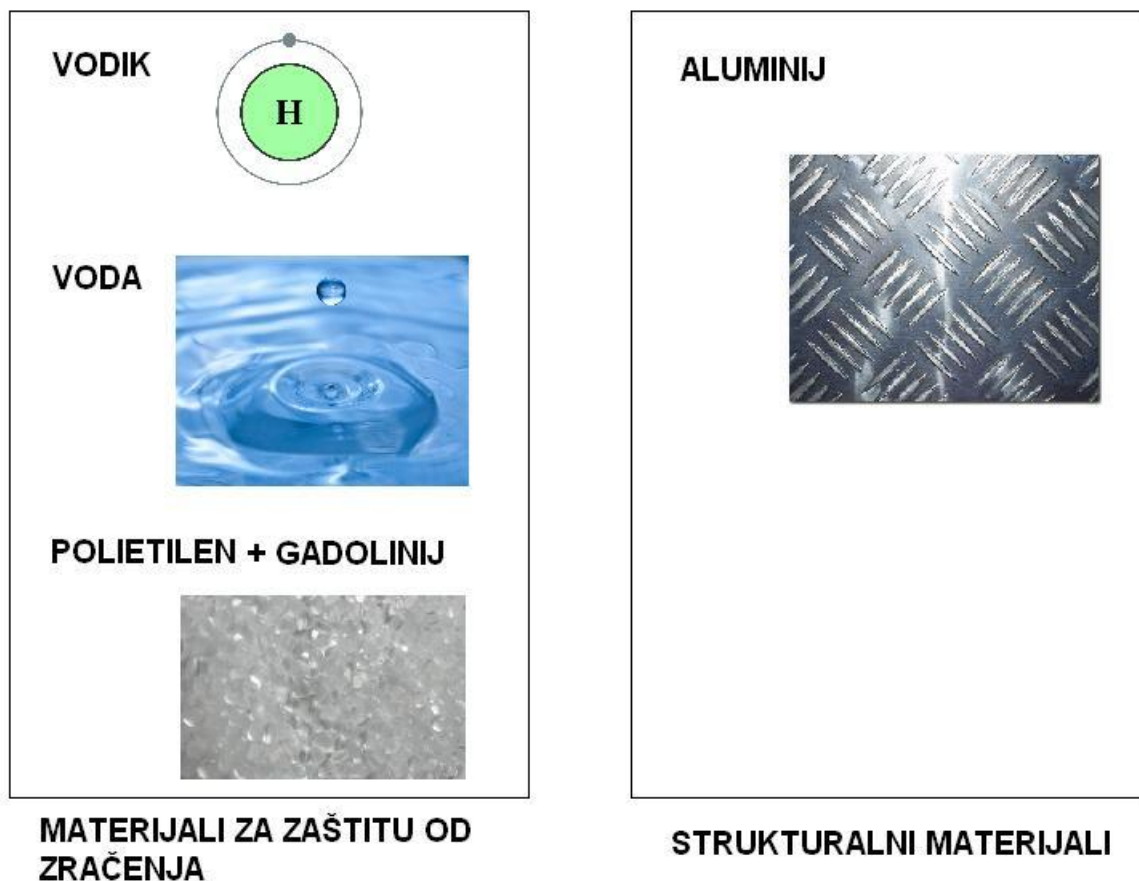 VODIK
H
VODA
POLIETILEN + GADOLINIJ
MATERIJALI ZA ZAŠTITU OD
ZRAČENJA
ALUMINIJ
STRUKTURALNI MATERIJALI